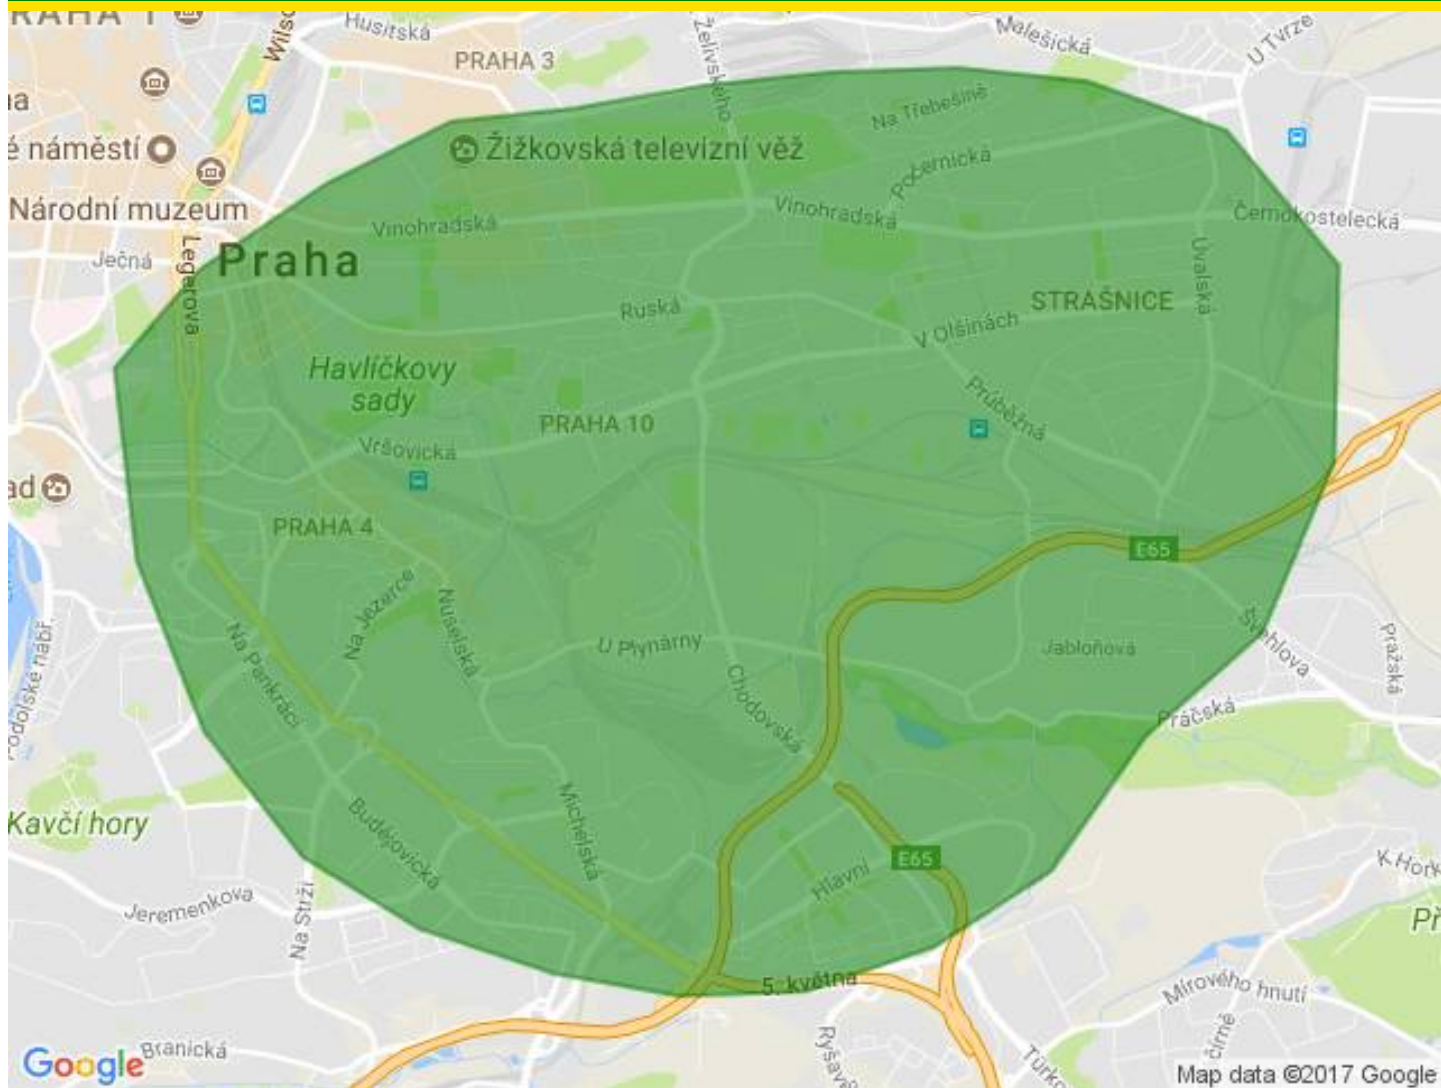 Husitská
Želivského
Malešická
U Tvrze
PRAHA 3
Na Třebešíně
náměstí
Žižkovská televizní věž
Počernická
Národní muzeum
Vinohradská
Vinohradská
Černokostelecká
Ječná
Legerova
Praha
Úvalská
Ruská
STRAŠNICE
V Olšinách
Havlíčkovy
sady
Průběžná
PRAHA 10
Vršovická
PRAHA 4
E65
Na Jezerce
Nuselská
Na Pankráci
U Plynárny
Jabloňová
Švehlova
Pražská
Podolské nábř.
Chodovská
Práčská
Kavčí hory
Michelská
Budějovická
E65
Hlavní
Jeremenkova
Na Strži
5. května
Mírového hnutí
Google
Branická
Map data ©2017 Google